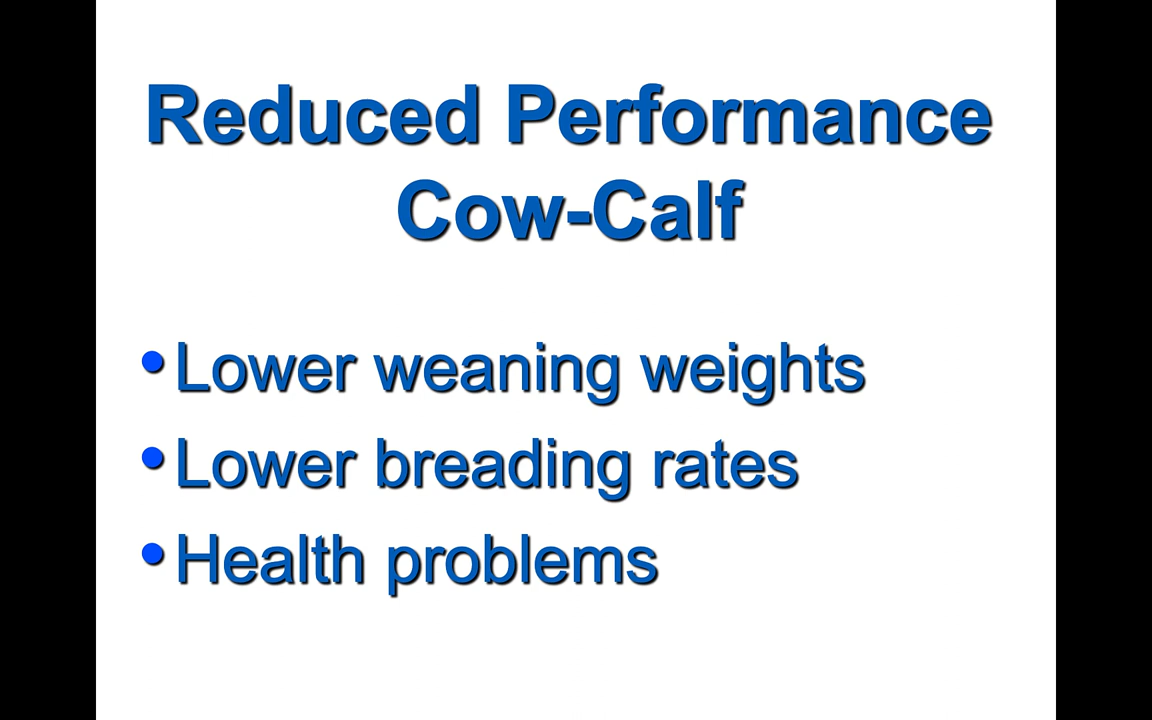 Reduced Performance
Cow-Calf
• Lower weaning weights
• Lower breading rates
• Health problems